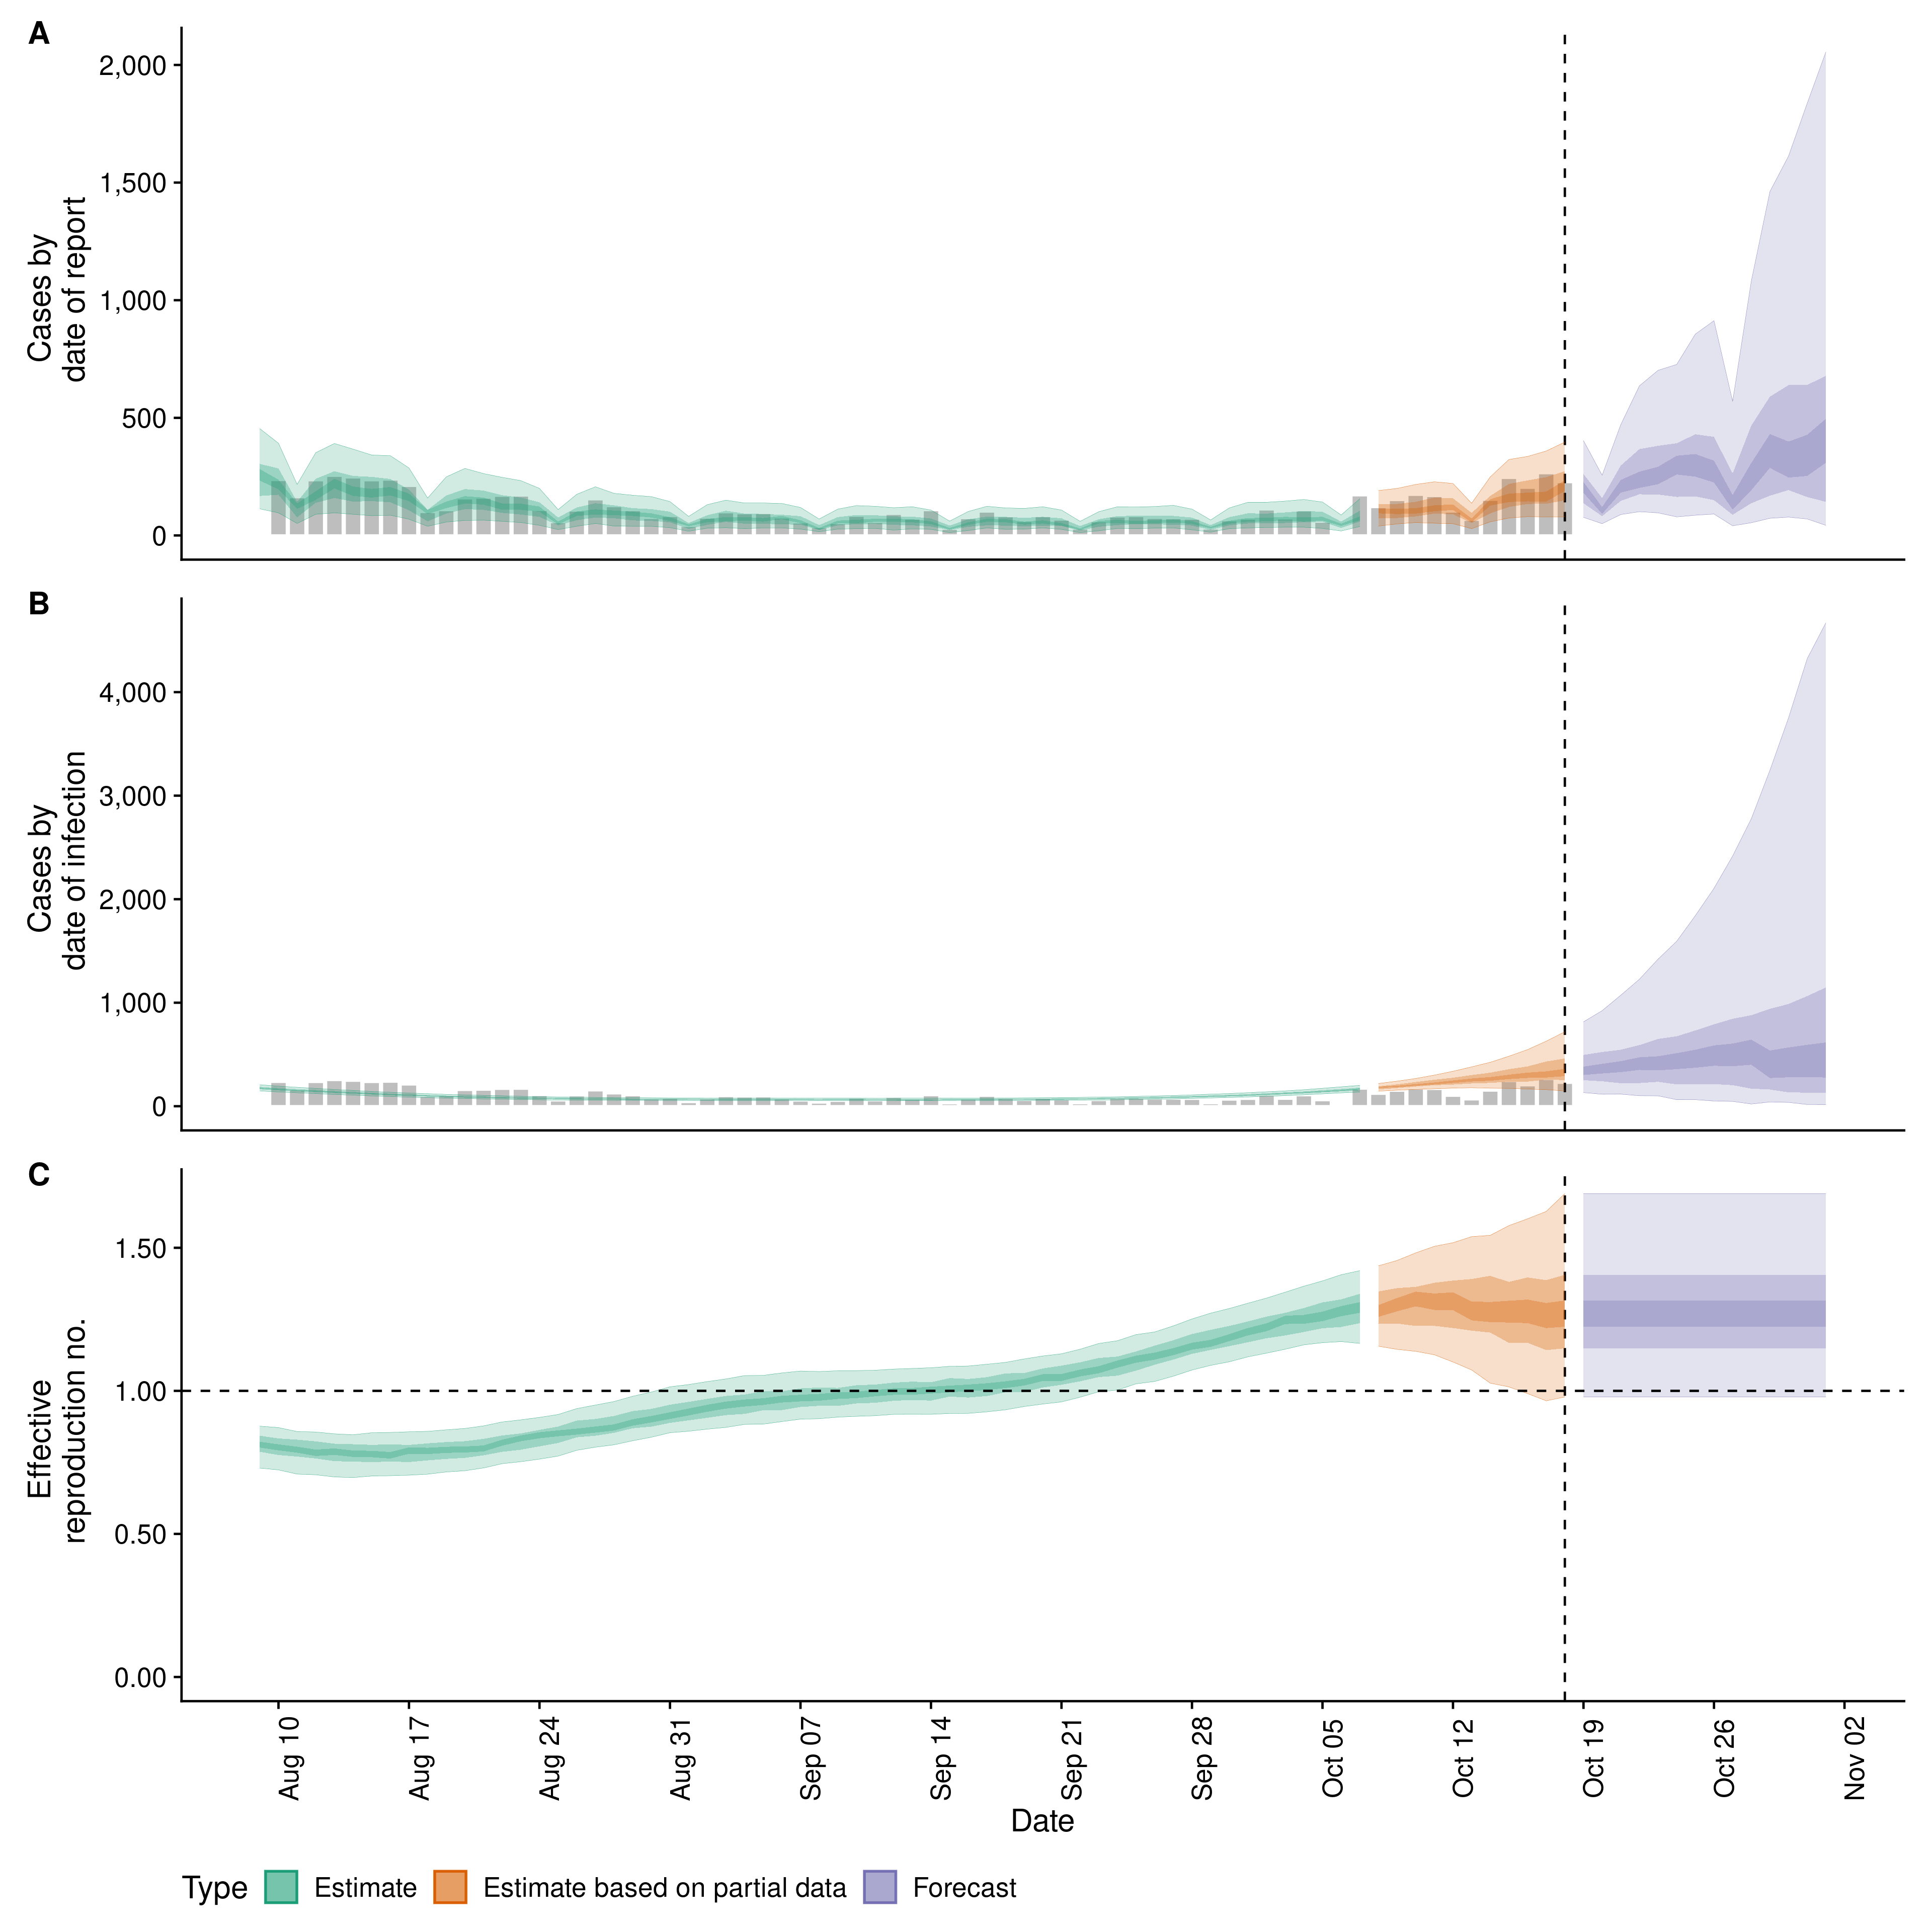 A
Cases by
date of report
2,000
1,500
1,000
500
0
B
Cases by
date of infection
4,000
3,000
2,000
1,000
0
C
Effective
reproduction no.
1.50
1.00
0.50
0.00
Aug 10
Aug 17
Aug 24
Aug 31
Sep 07
Sep 14
Sep 21
Sep 28
Oct 05
Oct 12
Oct 19
Oct 26
Nov 02
Date
Type Estimate Estimate based on partial data Forecast